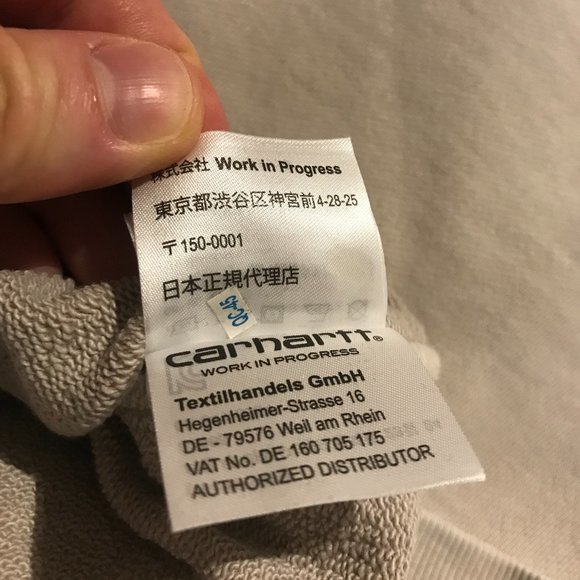 株式会社 Work in Progress
東京都渋谷区神宮前4-28-25
〒150-0001
日本正規代理店
QC45
carhartt®
WORK IN PROGRESS
Textilhandels GmbH
Hegenheimer-Strasse 16
DE - 79576 Weil am Rhein
VAT No. DE 160 705 175
AUTHORIZED DISTRIBUTOR